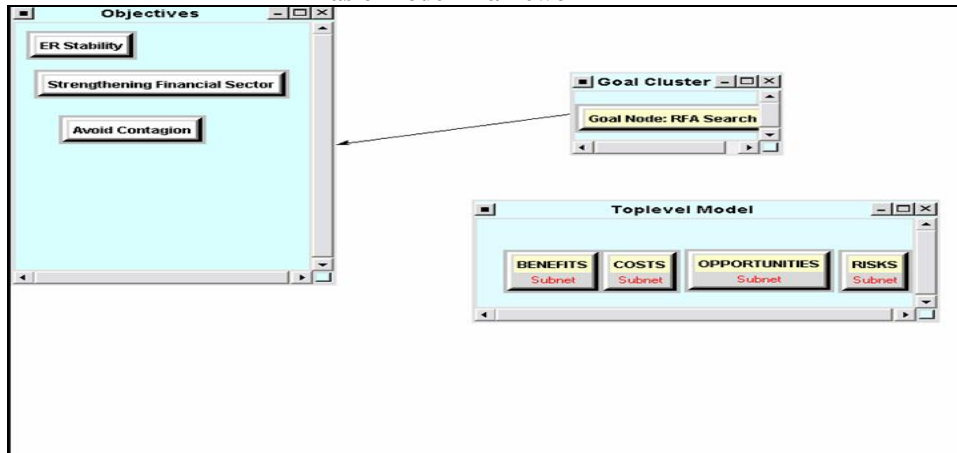 Objectives
ER Stability
Strengthening Financial Sector
Avoid Contagion
Goal Cluster
Goal Node: RFA Search
Toplevel Model
BENEFITS
Subnet
COSTS
Subnet
OPPORTUNITIES
Subnet
RISKS
Subnet